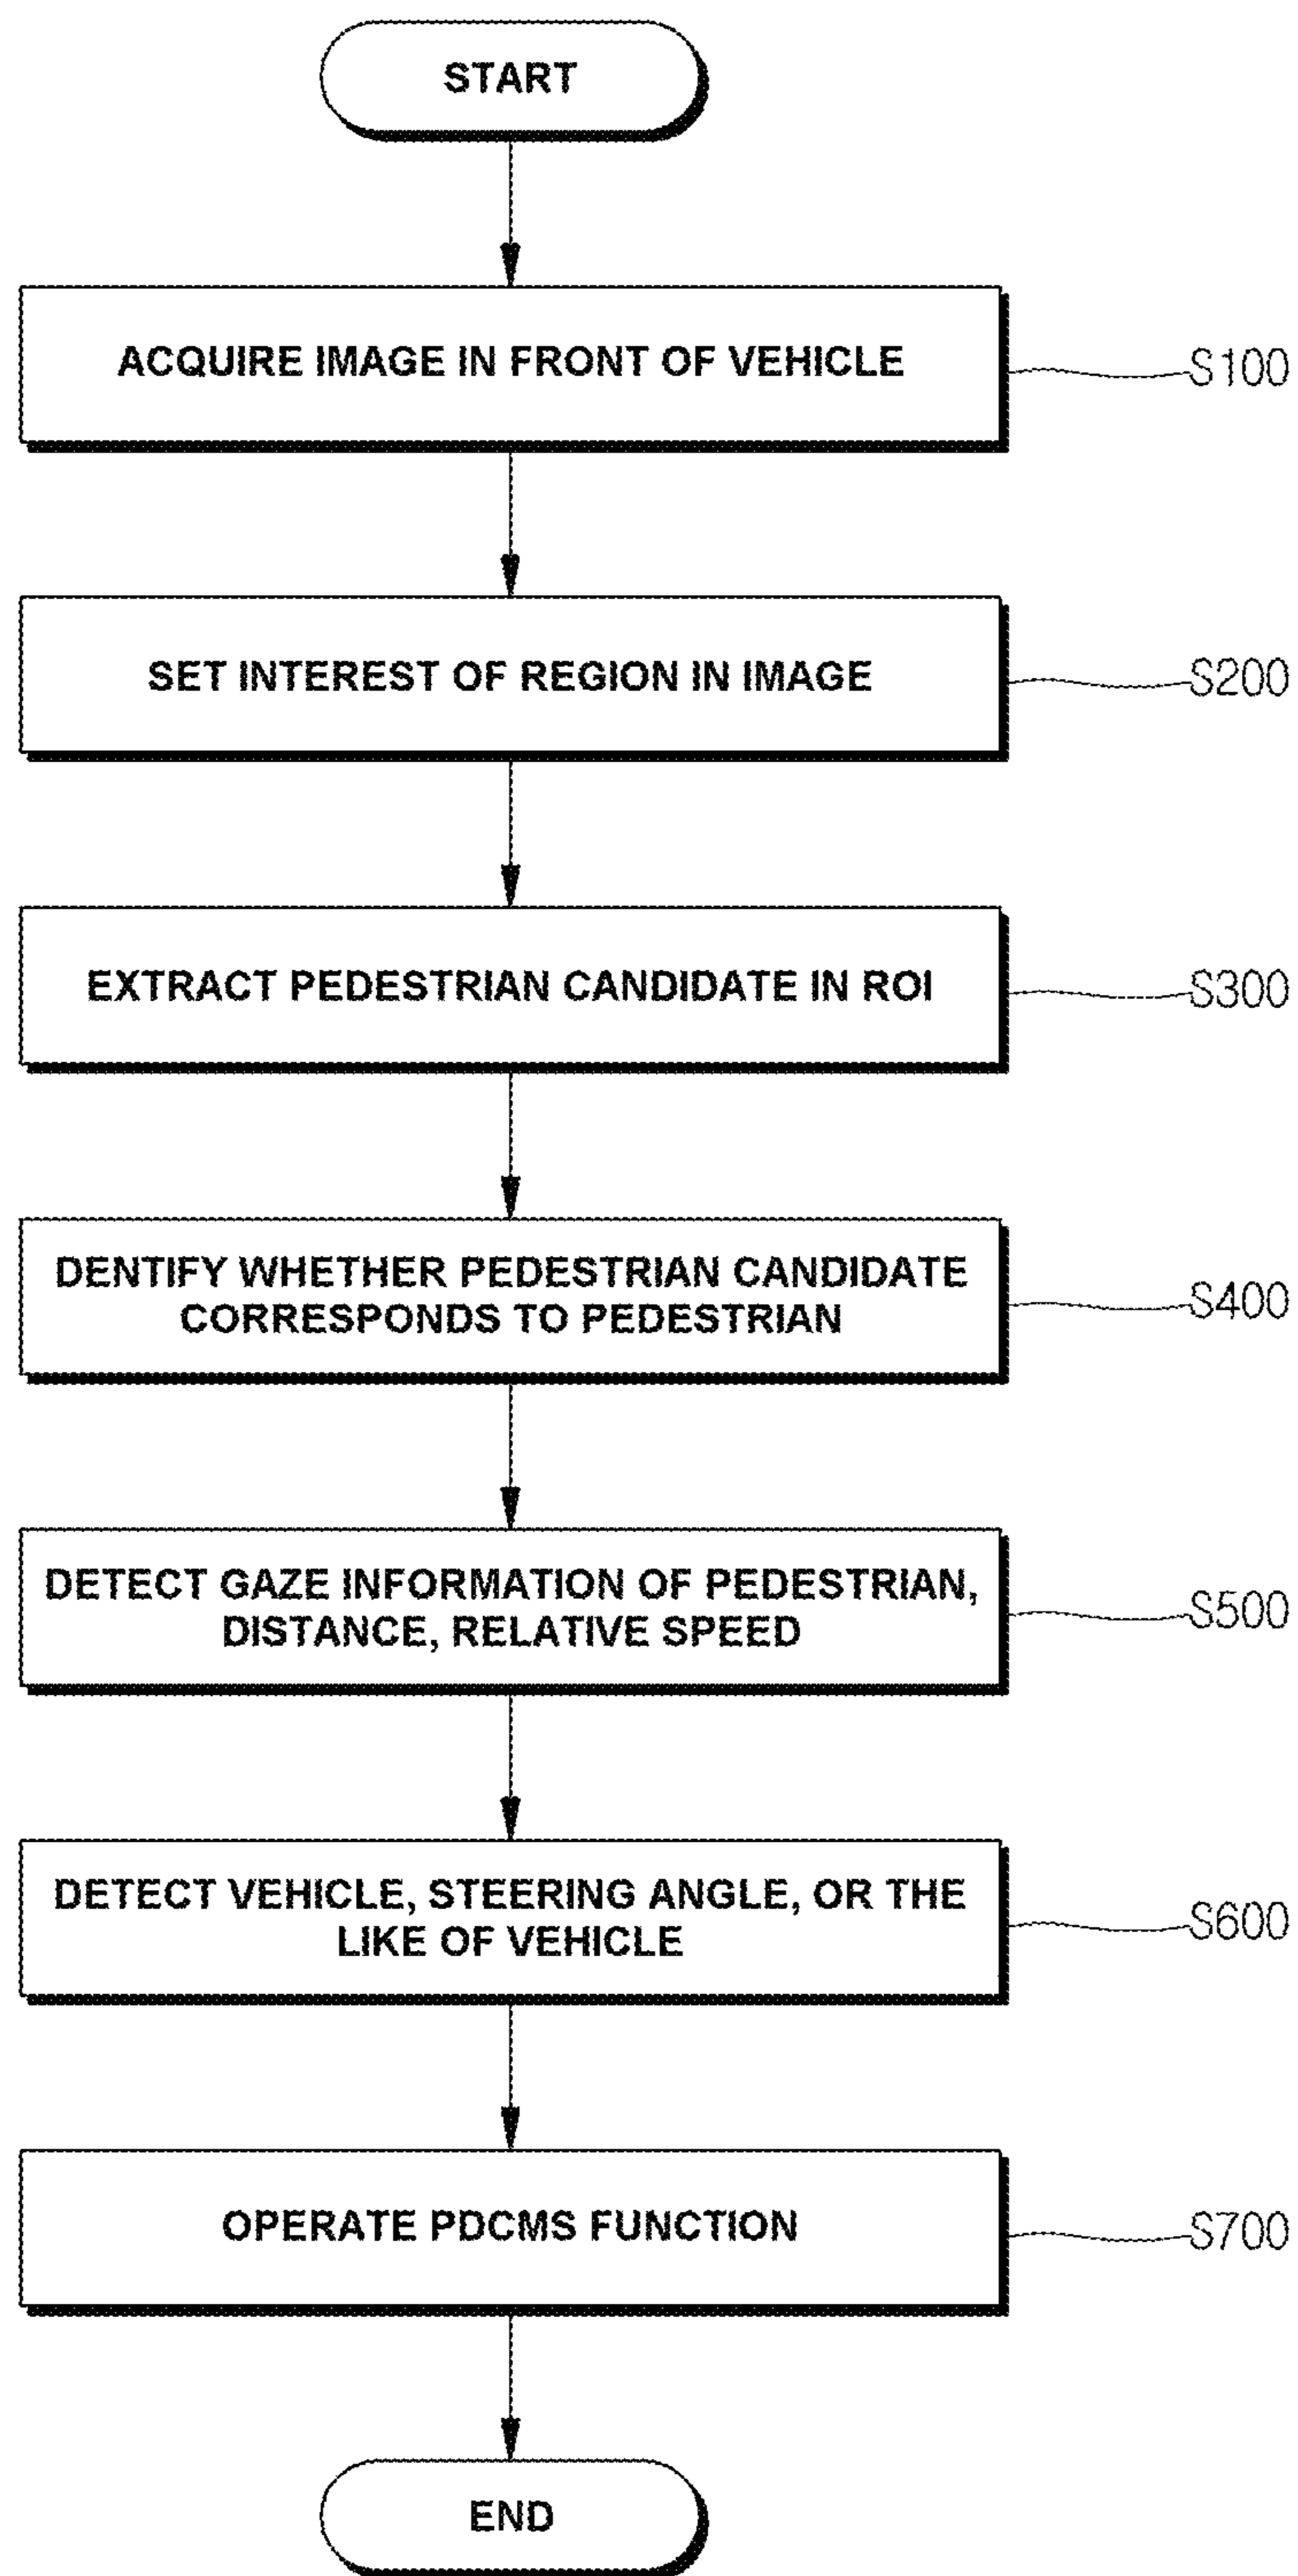 START
ACQUIRE IMAGE IN FRONT OF VEHICLE
S100
SET INTEREST OF REGION IN IMAGE
S200
EXTRACT PEDESTRIAN CANDIDATE IN ROI
S300
DENTIFY WHETHER PEDESTRIAN CANDIDATE
CORRESPONDS TO PEDESTRIAN
S400
DETECT GAZE INFORMATION OF PEDESTRIAN,
DISTANCE, RELATIVE SPEED
S500
DETECT VEHICLE, STEERING ANGLE, OR THE
LIKE OF VEHICLE
S600
OPERATE PDCMS FUNCTION
S700
END